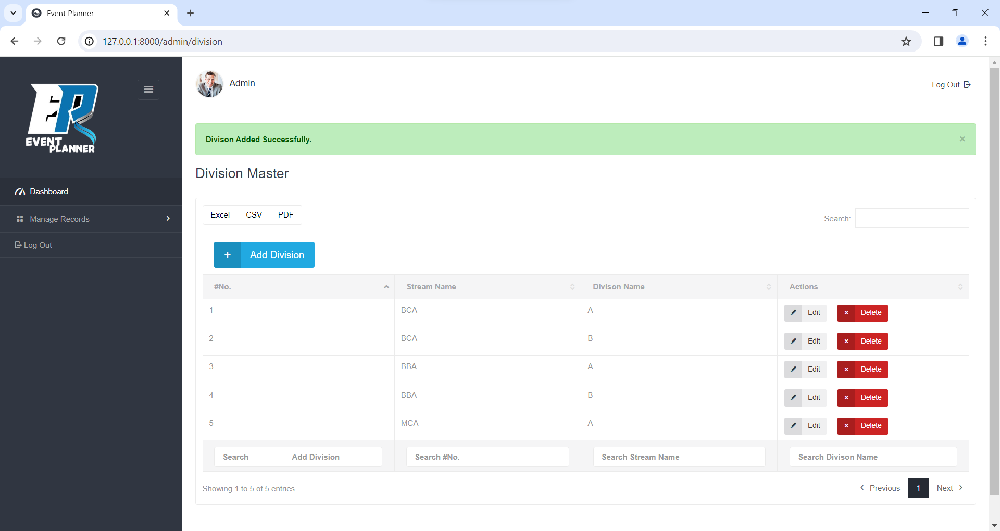 Event Planner
127.0.0.1:8000/admin/division
EVENT
PLANNER
Dashboard
Manage Records
Log Out
Admin
Log Out
Divison Added Successfully.
Division Master
Excel CSV PDF
Search:
+ Add Division
#No. Stream Name Divison Name Actions
1 BCA A Edit Delete
2 BCA B Edit Delete
3 BBA A Edit Delete
4 BBA B Edit Delete
5 MCA A Edit Delete
Search Add Division Search #No. Search Stream Name Search Divison Name
Showing 1 to 5 of 5 entries
Previous 1 Next